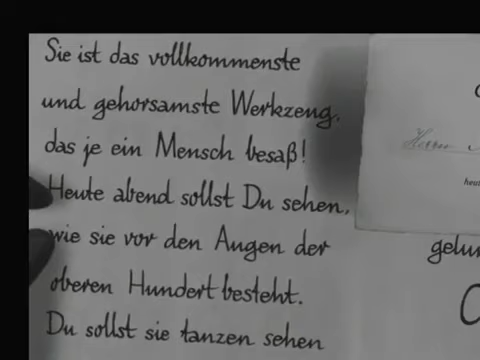 Sie ist das vollkommenste
und gehorsamste Werkzeug,
das je ein Mensch besaß!
Heute abend sollst Du sehen,
wie sie vor den Augen der
oberen Hundert besteht.
Du sollst sie tanzen sehen
Herrn